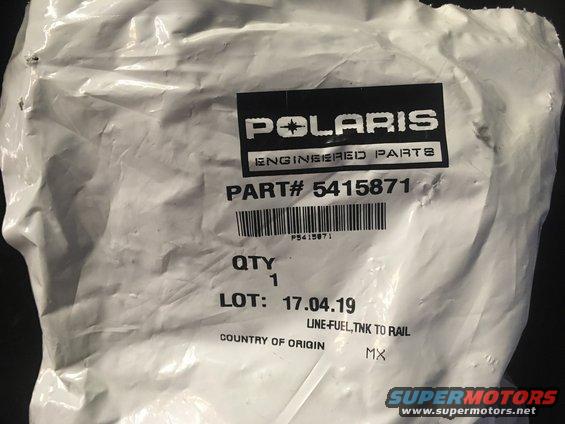 POLARIS
ENGINEERED PARTS
PART# 5415871
P5415871
QTY
1
LOT: 17.04.19
LINE-FUEL,TNK TO RAIL
COUNTRY OF ORIGIN MX
SUPERMOTORS
www.supermotors.net